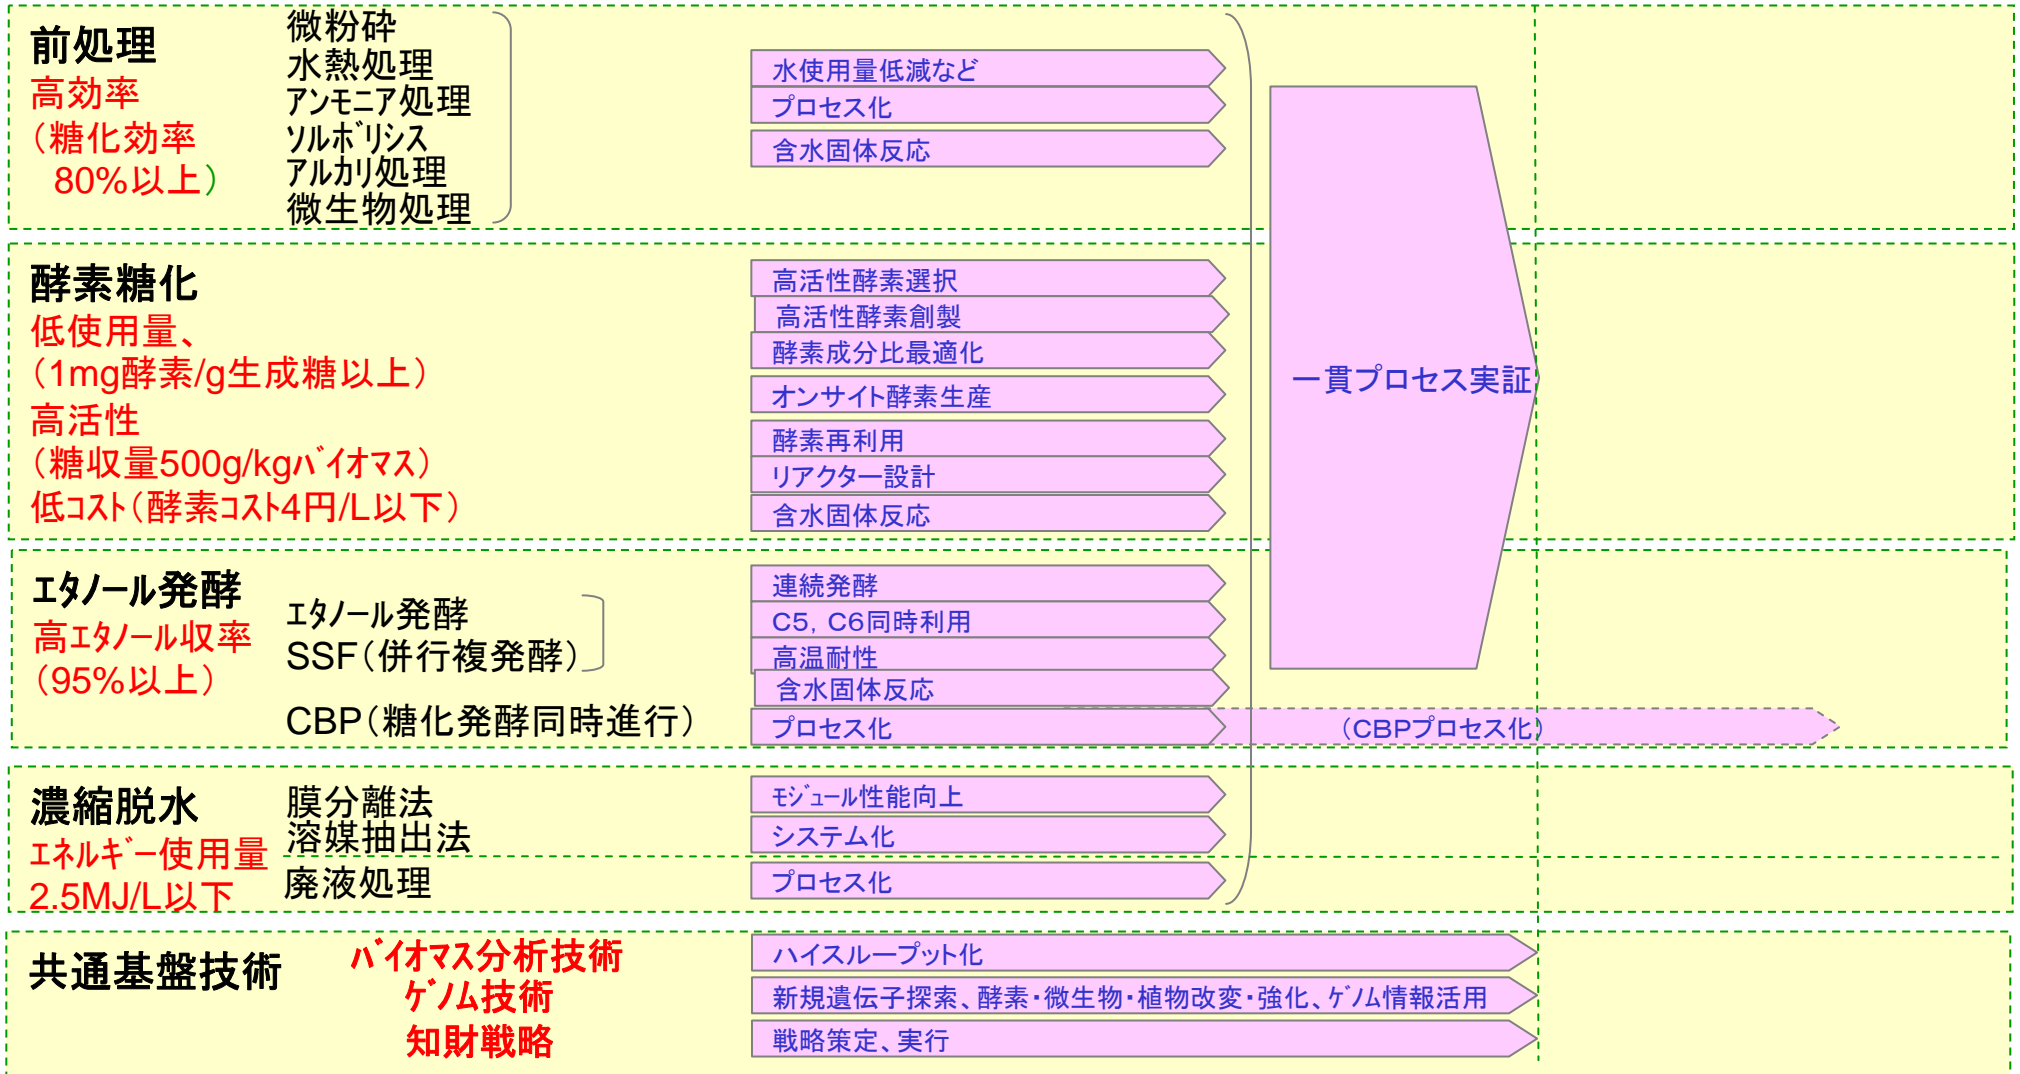 前処理
高効率
（糖化効率
80%以上）
微粉砕
水熱処理
アンモニア処理
ソルボリシス
アルカリ処理
微生物処理
水使用量低減など
プロセス化
含水固体反応
酵素糖化
低使用量、
（1mg酵素/g生成糖以上）
高活性
（糖収量500g/kgバイオマス）
低コスト（酵素コスト4円/L以下）
高活性酵素選択
高活性酵素創製
酵素成分比最適化
オンサイト酵素生産
酵素再利用
リアクター設計
含水固体反応
一貫プロセス実証
エタノール発酵
高エタノール収率
（95%以上）
エタノール発酵
SSF（併行複発酵）
CBP（糖化発酵同時進行）
連続発酵
C5，C6同時利用
高温耐性
含水固体反応
プロセス化
（CBPプロセス化）
濃縮脱水
エネルギー使用量
2.5MJ/L以下
膜分離法
溶媒抽出法
廃液処理
モジュール性能向上
システム化
プロセス化
共通基盤技術
バイオマス分析技術
ゲノム技術
知財戦略
ハイスループット化
新規遺伝子探索、酵素・微生物・植物改変・強化、ゲノム情報活用
戦略策定、実行